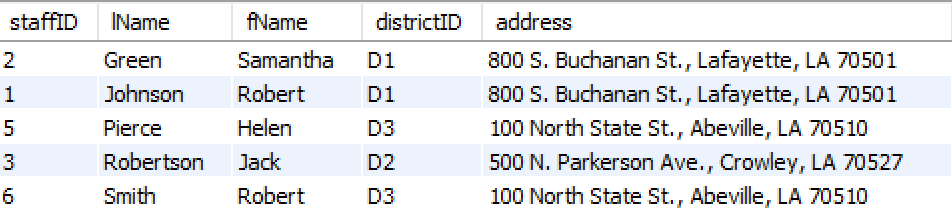 staffID lName fName districtID address
2 Green Samantha D1 800 S. Buchanan St., Lafayette, LA 70501
1 Johnson Robert D1 800 S. Buchanan St., Lafayette, LA 70501
5 Pierce Helen D3 100 North State St., Abeville, LA 70510
3 Robertson Jack D2 500 N. Parkerson Ave., Crowley, LA 70527
6 Smith Robert D3 100 North State St., Abeville, LA 70510